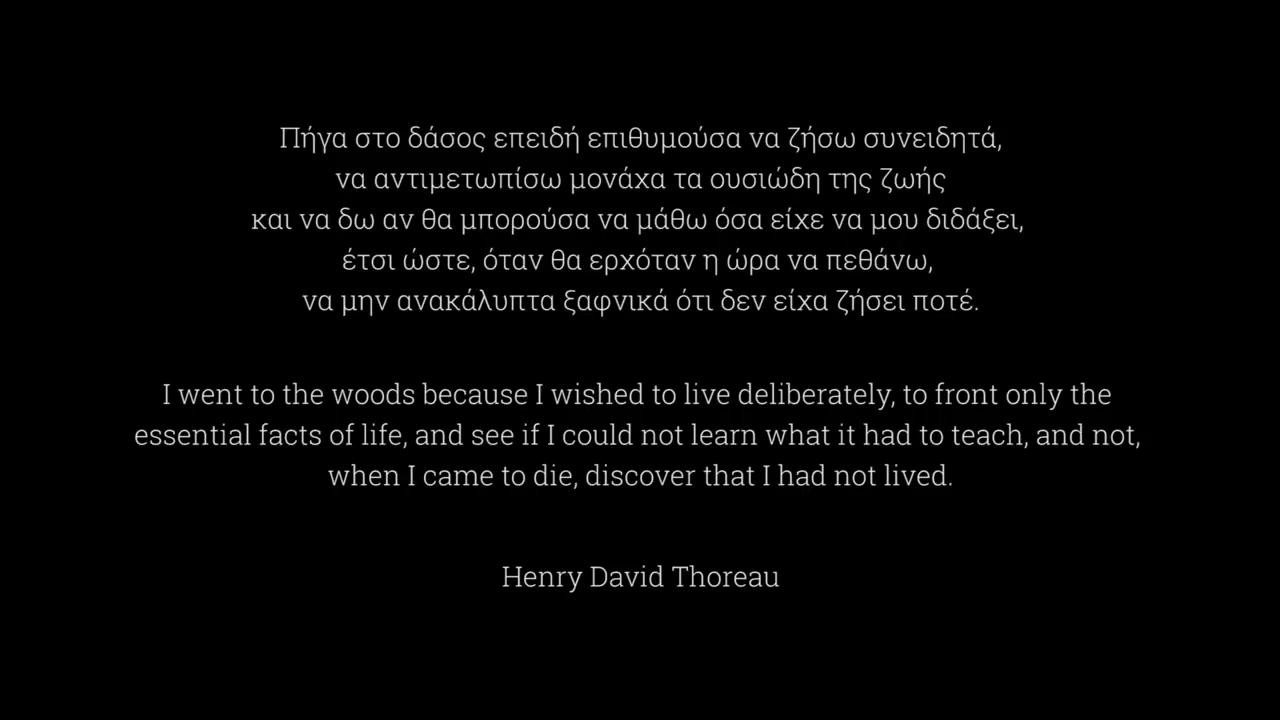 Πήγα στο δάσος επειδή επιθυμούσα να ζήσω συνειδητά,
να αντιμετωπίσω μονάχα τα ουσιώδη της ζωής
και να δω αν θα μπορούσα να μάθω όσα είχε να μου διδάξει,
έτσι ώστε, όταν θα ερχόταν η ώρα να πεθάνω,
να μην ανακάλυπτα ξαφνικά ότι δεν είχα ζήσει ποτέ.
I went to the woods because I wished to live deliberately, to front only the
essential facts of life, and see if I could not learn what it had to teach, and not,
when I came to die, discover that I had not lived.
Henry David Thoreau